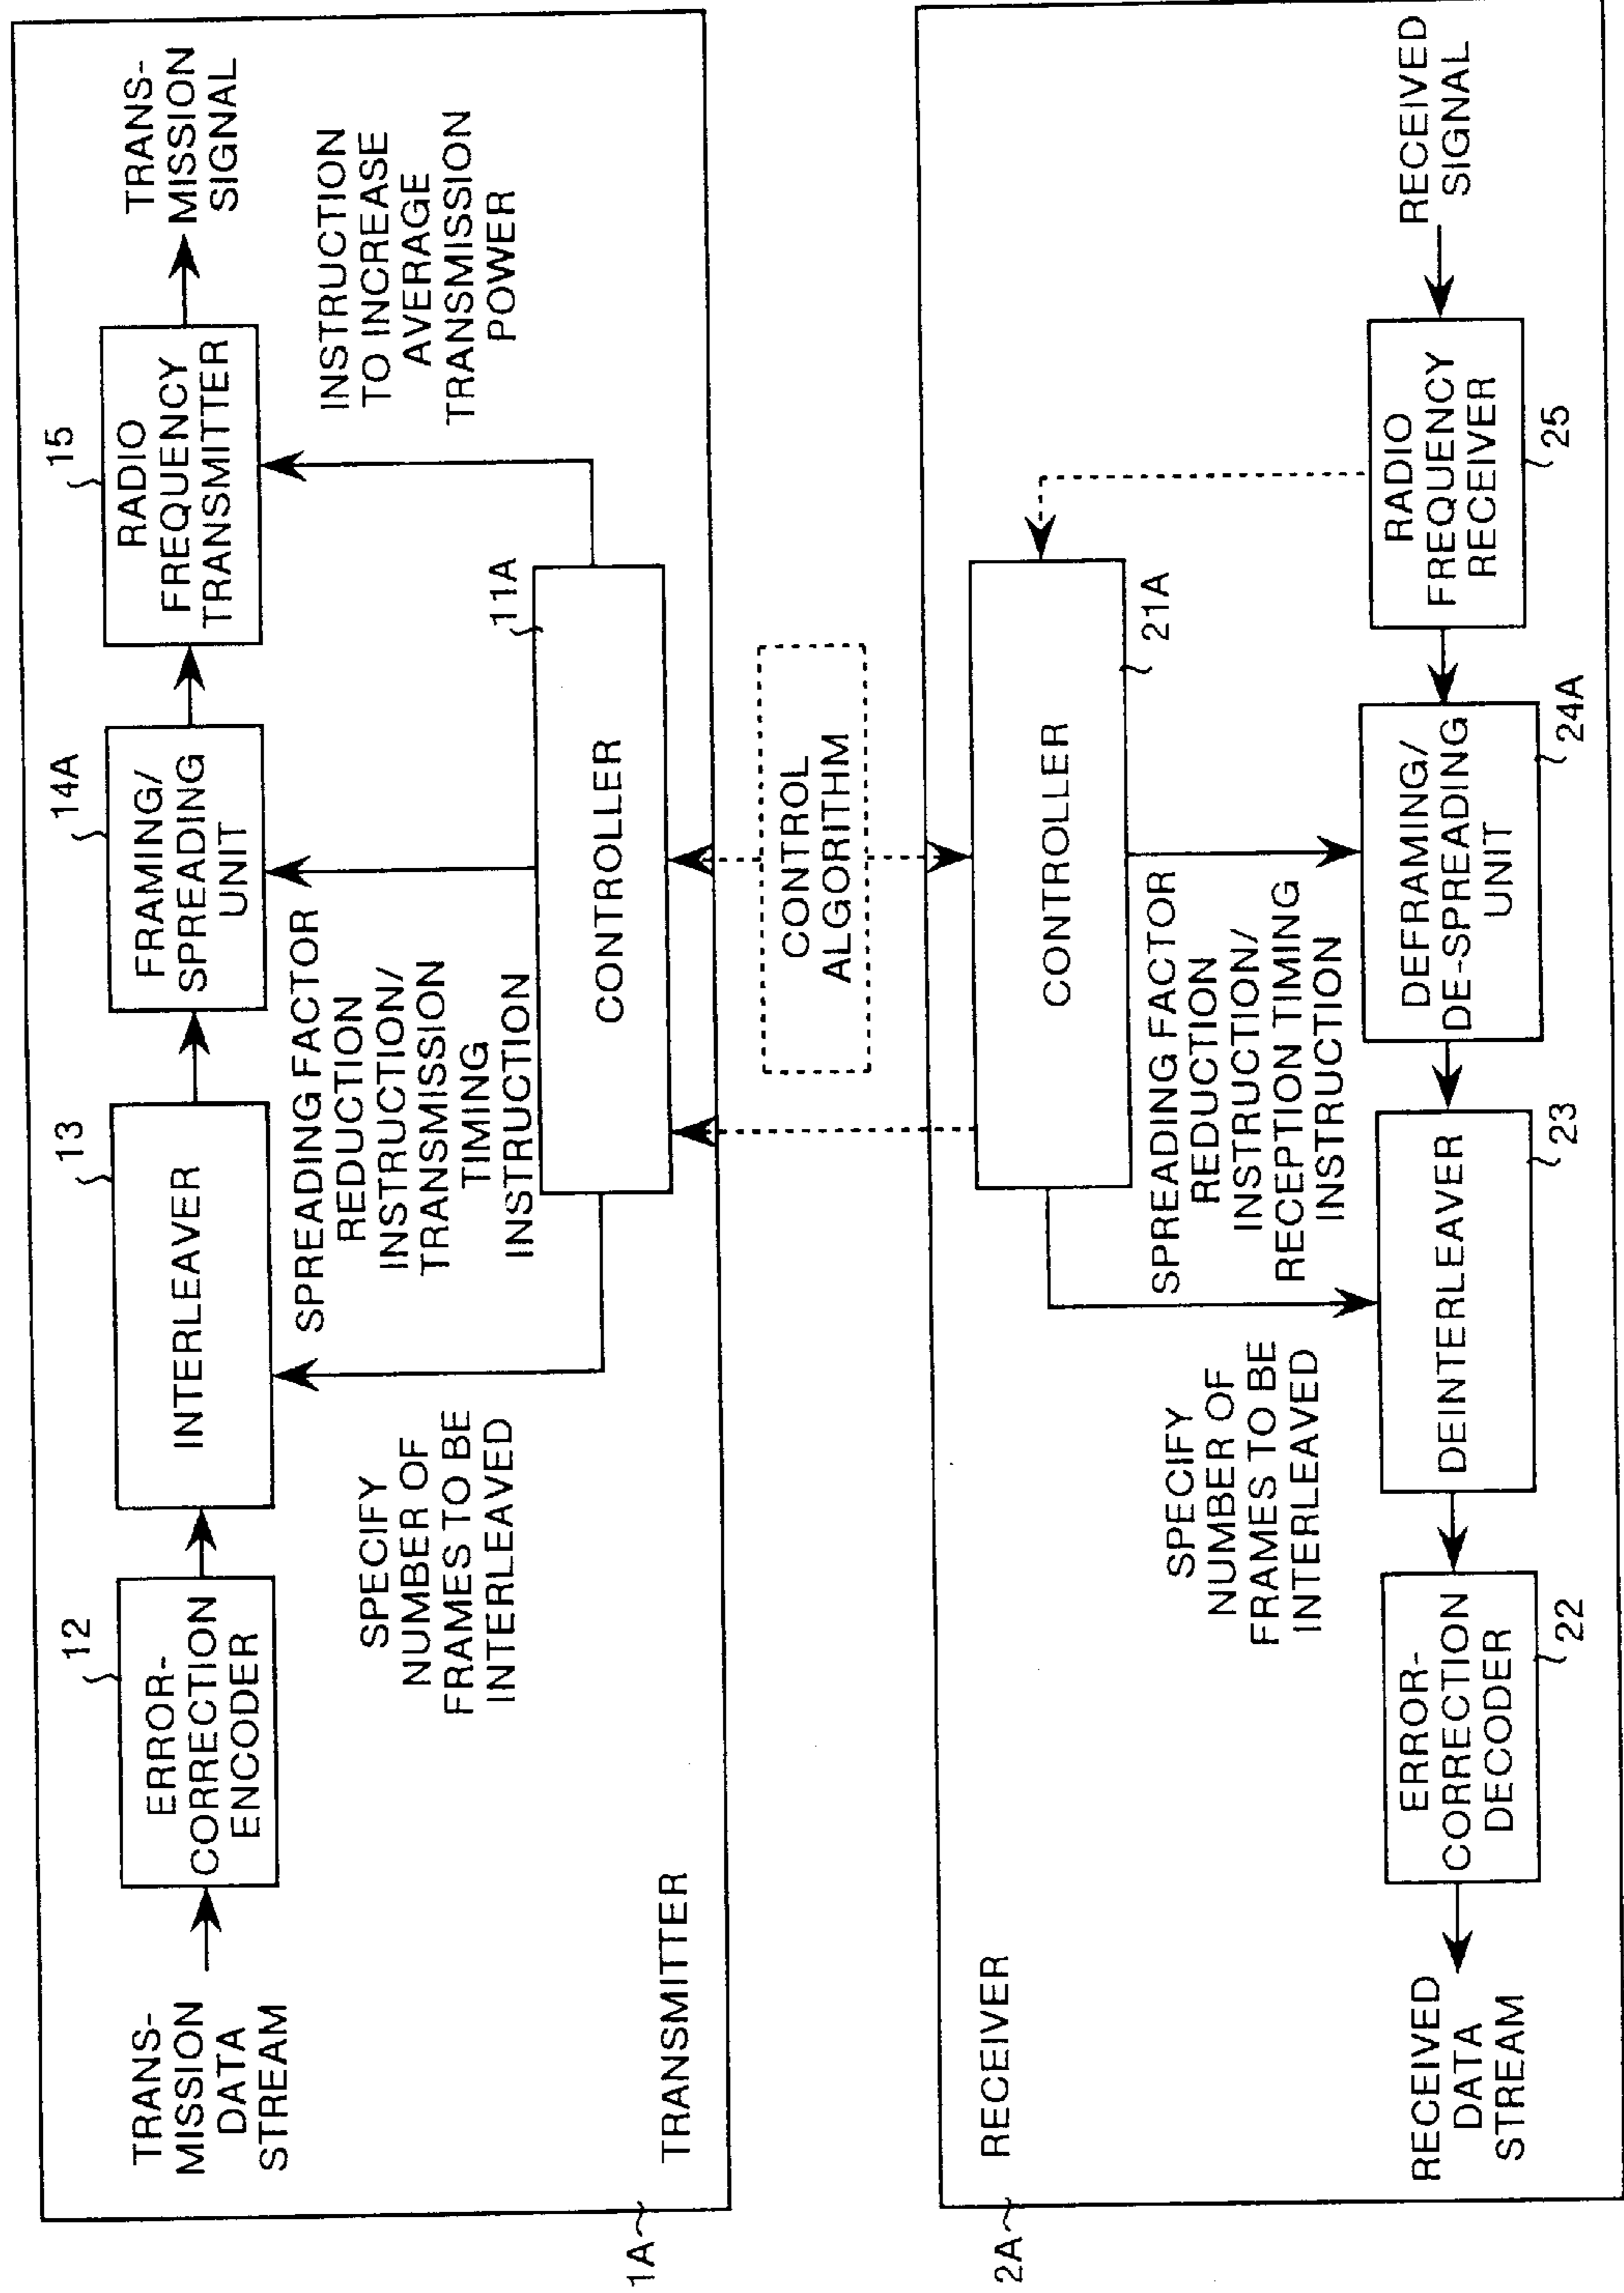 1A
TRANSMITTER
TRANS-
MISSION
DATA
STREAM
12
ERROR-
CORRECTION
ENCODER
13
INTERLEAVER
14A
FRAMING/
SPREADING
UNIT
15
RADIO
FREQUENCY
TRANSMITTER
TRANS-
MISSION
SIGNAL
SPECIFY
NUMBER OF
FRAMES TO BE
INTERLEAVED
SPREADING FACTOR
REDUCTION
INSTRUCTION/
TRANSMISSION
TIMING
INSTRUCTION
INSTRUCTION
TO INCREASE
AVERAGE
TRANSMISSION
POWER
11A
CONTROLLER
CONTROL
ALGORITHM
2A
RECEIVER
CONTROLLER
21A
SPECIFY
NUMBER OF
FRAMES TO BE
INTERLEAVED
SPREADING FACTOR
REDUCTION
INSTRUCTION/
RECEPTION TIMING
INSTRUCTION
RECEIVED
DATA
STREAM
ERROR-
CORRECTION
DECODER
22
DEINTERLEAVER
23
DEFRAMING/
DE-SPREADING
UNIT
24A
RADIO
FREQUENCY
RECEIVER
25
RECEIVED
SIGNAL